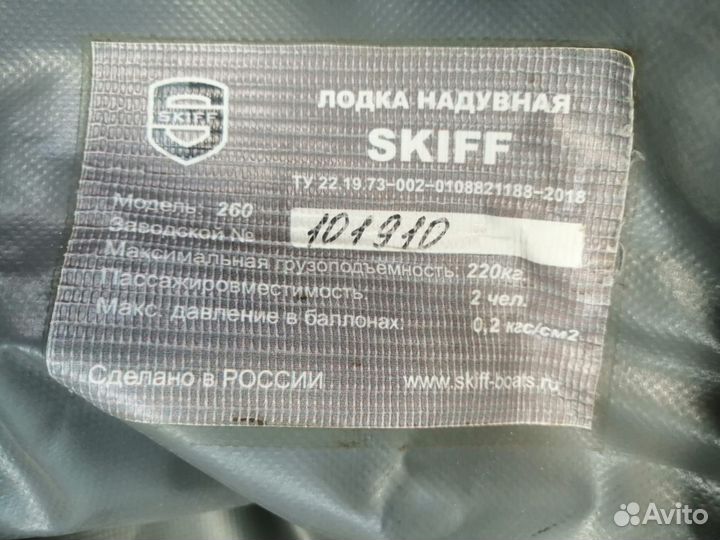 SKIFF
ЛОДКА НАДУВНАЯ
SKIFF
ТУ 22.19.73-002-0108821188-2018
Модель: 260
Заводской № 101910
Максимальная грузоподъемность: 220кг.
Пассажировместимость: 2 чел.
Макс. давление в баллонах: 0,2 кгс/см2
Сделано в РОССИИ www.skiff-boats.ru
Avito